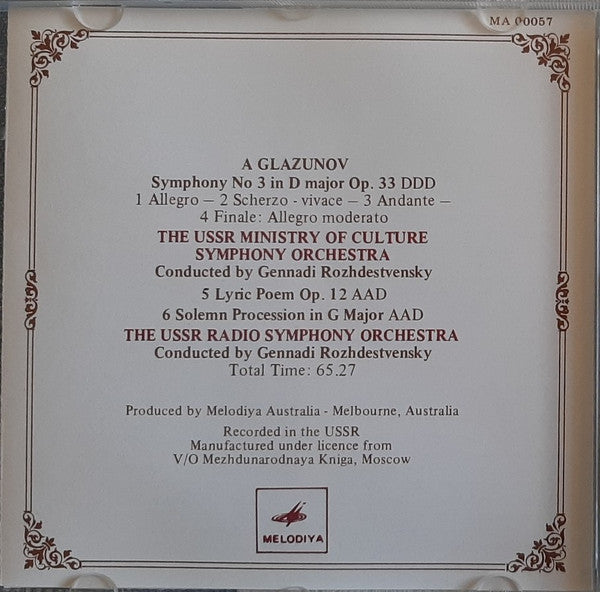 MA 00057
A GLAZUNOV
Symphony No 3 in D major Op. 33 DDD
1 Allegro — 2 Scherzo - vivace — 3 Andante —
4 Finale: Allegro moderato
THE USSR MINISTRY OF CULTURE
SYMPHONY ORCHESTRA
Conducted by Gennadi Rozhdestvensky
5 Lyric Poem Op. 12 AAD
6 Solemn Procession in G Major AAD
THE USSR RADIO SYMPHONY ORCHESTRA
Conducted by Gennadi Rozhdestvensky
Total Time: 65.27
Produced by Melodiya Australia - Melbourne, Australia
Recorded in the USSR
Manufactured under licence from
V/O Mezhdunarodnaya Kniga, Moscow
MELODIYA